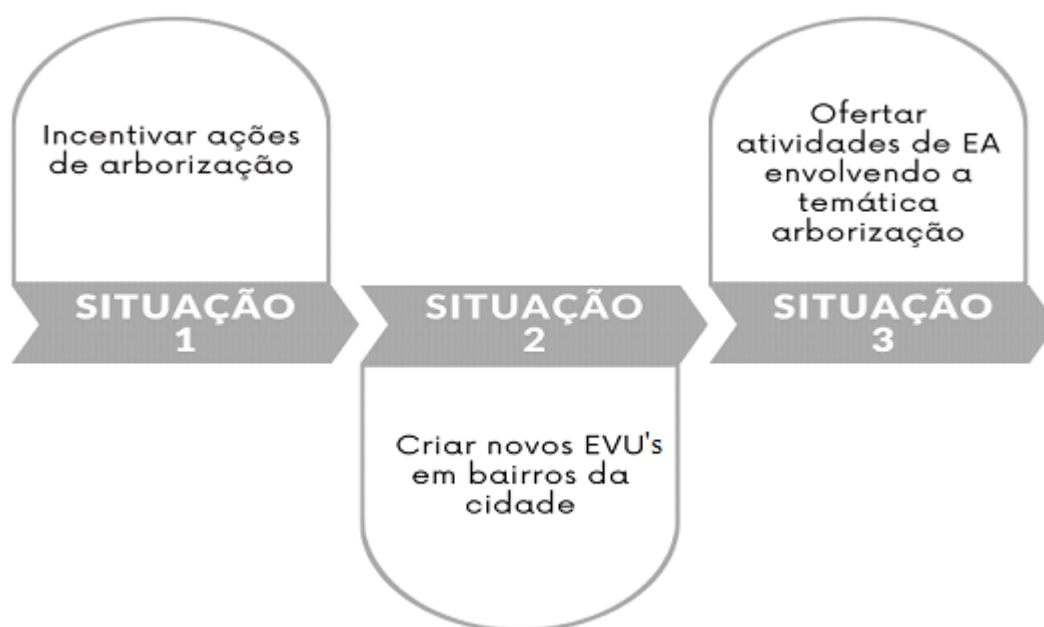 Incentivar ações
de arborização
SITUAÇÃO
1
SITUAÇÃO
2
Criar novos EVU's
em bairros da
cidade
Ofertar
atividades de EA
envolvendo a
temática
arborização
SITUAÇÃO
3